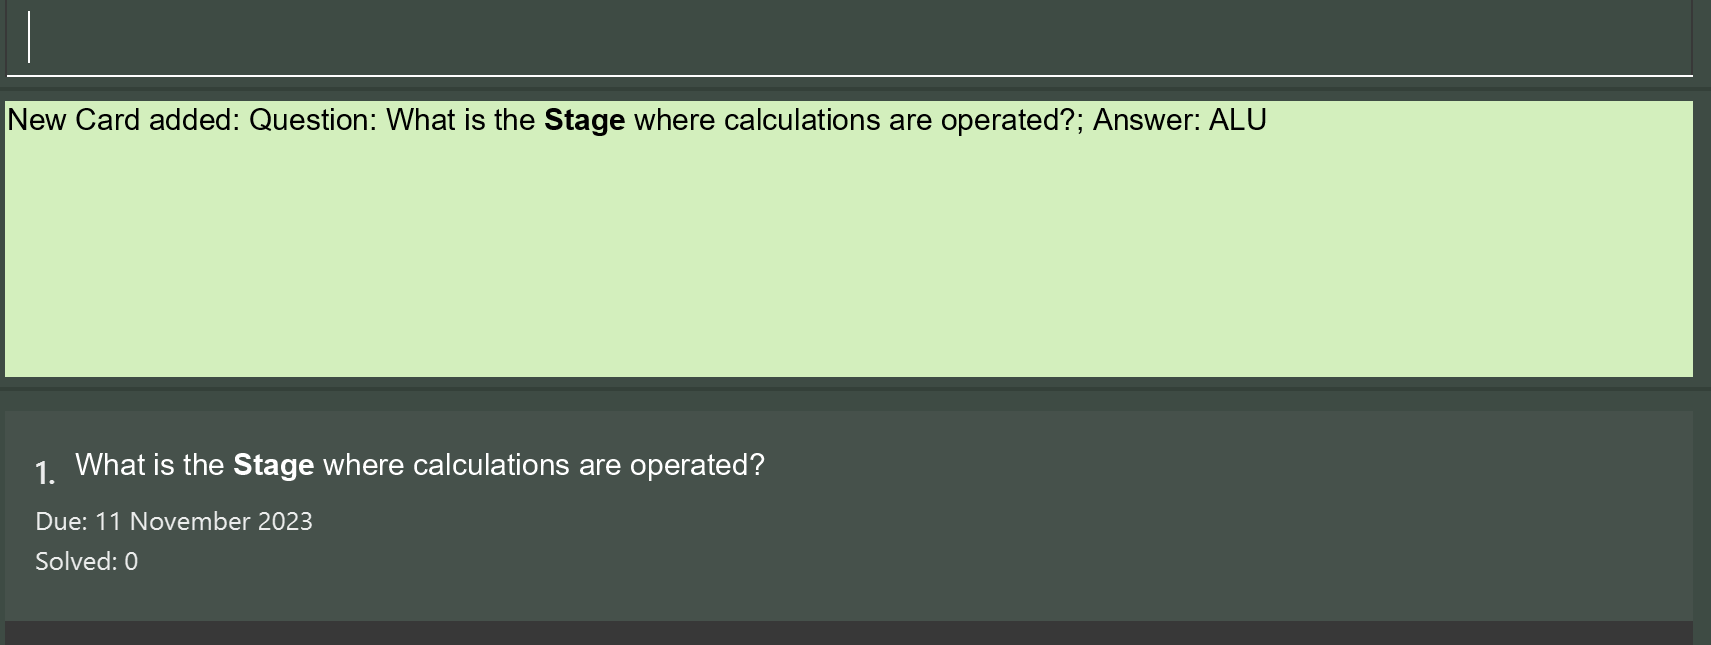 New Card added: Question: What is the Stage where calculations are operated?; Answer: ALU
1. What is the Stage where calculations are operated?
Due: 11 November 2023
Solved: 0